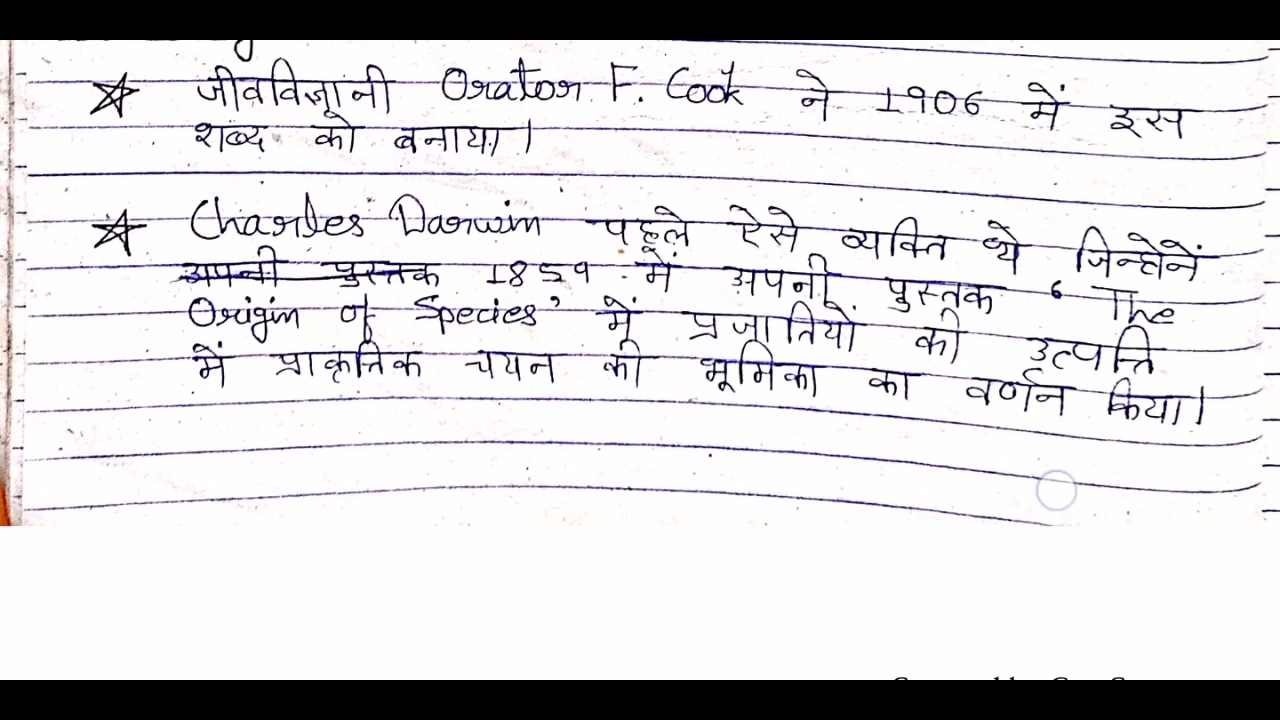 ☆ जीवविज्ञानी Orator F. Cook ने 1906 में इस
शब्द को बनाया।
☆ Charles Darwin पहले ऐसे व्यक्ति थे जिन्होनें
अपनी पुस्तक 1859 में अपनी पुस्तक ‘The
Origin of Species’ में प्रजातियों की उत्पत्ति
में प्राकृतिक चयन की भूमिका का वर्णन किया।